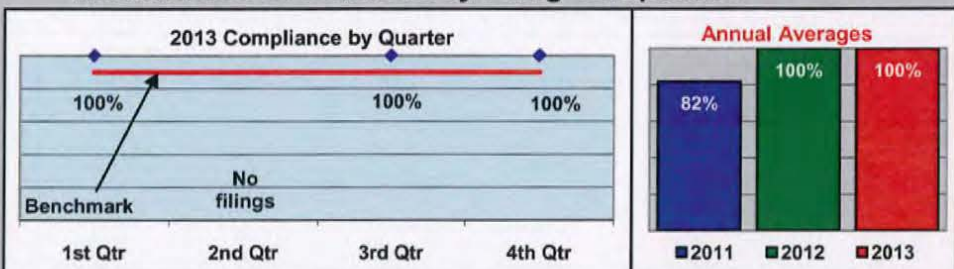 2013 Compliance by Quarter
100%
100%
100%
No
filings
Benchmark
1st Qtr
2nd Qtr
3rd Qtr
4th Qtr
Annual Averages
82%
100%
100%
2011
2012
2013